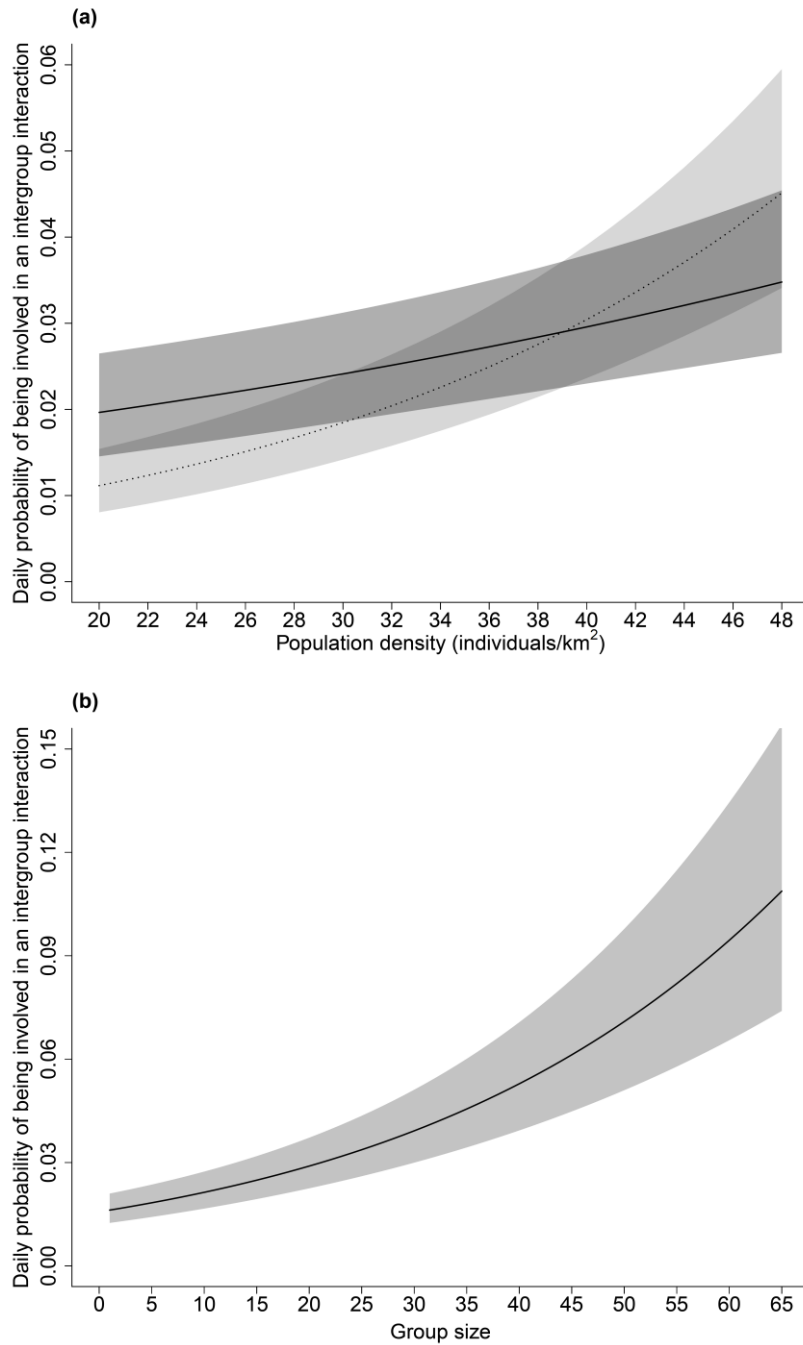 (a)
Daily probability of being involved in an intergroup interaction
0.06
0.05
0.04
0.03
0.02
0.01
0.00
20 22 24 26 28 30 32 34 36 38 40 42 44 46 48
Population density (individuals/km²)
(b)
Daily probability of being involved in an intergroup interaction
0.15
0.12
0.09
0.06
0.03
0.00
0 5 10 15 20 25 30 35 40 45 50 55 60 65
Group size